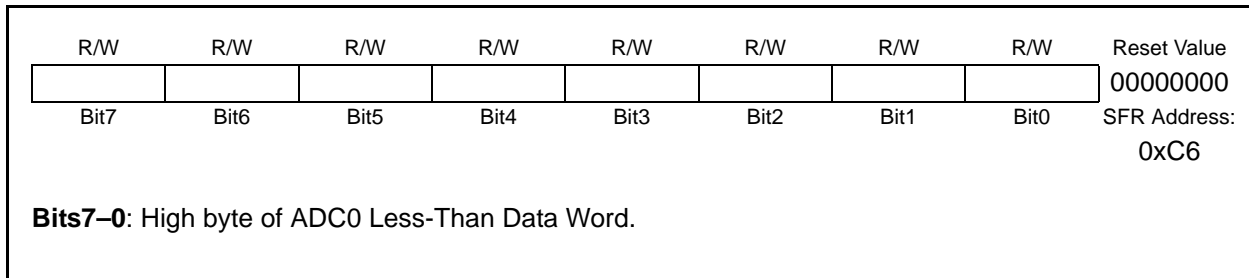 R/W R/W R/W R/W R/W R/W R/W R/W Reset Value
00000000
Bit7 Bit6 Bit5 Bit4 Bit3 Bit2 Bit1 Bit0 SFR Address:
0xC6
Bits7–0: High byte of ADC0 Less-Than Data Word.